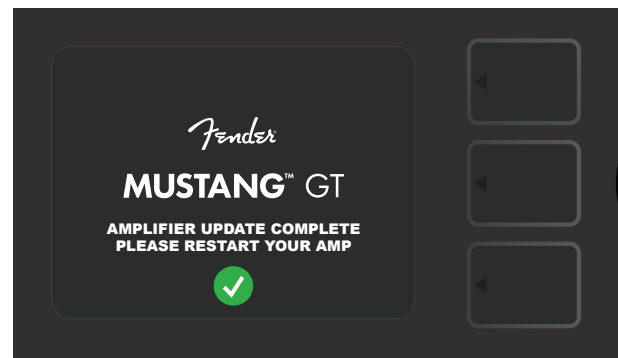 Fender
MUSTANG™ GT
AMPLIFIER UPDATE COMPLETE
PLEASE RESTART YOUR AMP